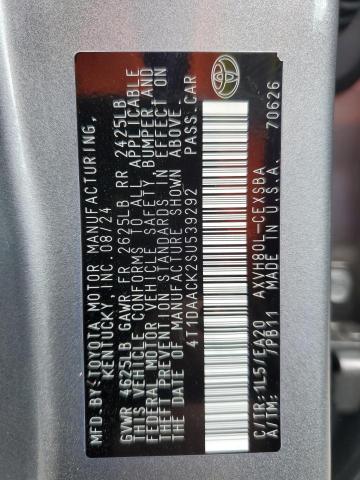 MFD. BY: TOYOTA MOTOR MANUFACTURING,
KENTUCKY, INC. 08/24
GVWR 4625LB GAWR FR 2625LB RR 2425LB
THIS VEHICLE CONFORMS TO ALL APPLICABLE
FEDERAL MOTOR VEHICLE SAFETY, BUMPER AND
THEFT PREVENTION STANDARDS IN EFFECT ON
THE DATE OF MANUFACTURE SHOWN ABOVE.
4T1DAACK2SU539292 PASS.CAR
C/TR: 1L5/EA20 AXVH80L-CEXSBA
A/TM: /PB11 MADE IN U.S.A.
70626